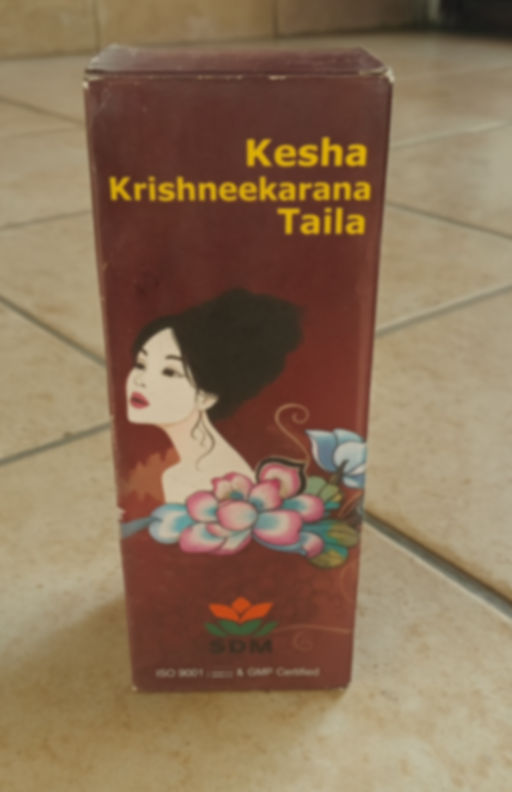 Kesha
Krishneekarana
Taila
SDM
ISO 9001 & GMP Certified